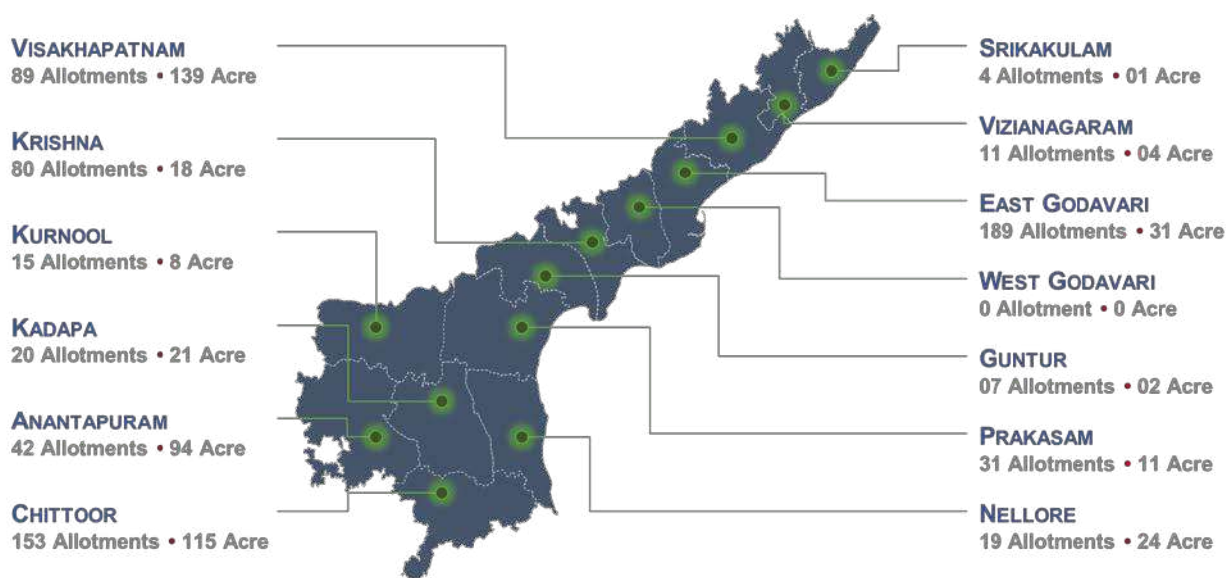 VISAKHAPATNAM
89 Allotments • 139 Acre
KRISHNA
80 Allotments • 18 Acre
KURNOOL
15 Allotments • 8 Acre
KADAPA
20 Allotments • 21 Acre
ANANTAPURAM
42 Allotments • 94 Acre
CHITTOOR
153 Allotments • 115 Acre
SRIKAKULAM
4 Allotments • 01 Acre
VIZIANAGARAM
11 Allotments • 04 Acre
EAST GODAVARI
189 Allotments • 31 Acre
WEST GODAVARI
0 Allotment • 0 Acre
GUNTUR
07 Allotments • 02 Acre
PRAKASAM
31 Allotments • 11 Acre
NELLORE
19 Allotments • 24 Acre